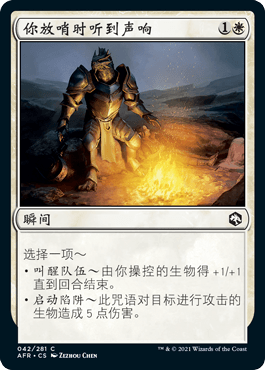 你放哨时听到声响 1
瞬间
选择一项～
• 叫醒队伍～由你操控的生物得+1/+1
直到回合结束。
• 启动陷阱～此咒语对目标进行攻击的
生物造成5点伤害。
042/281 C
AFR • CS ZEZHOU CHEN
™ & © 2021 Wizards of the Coast